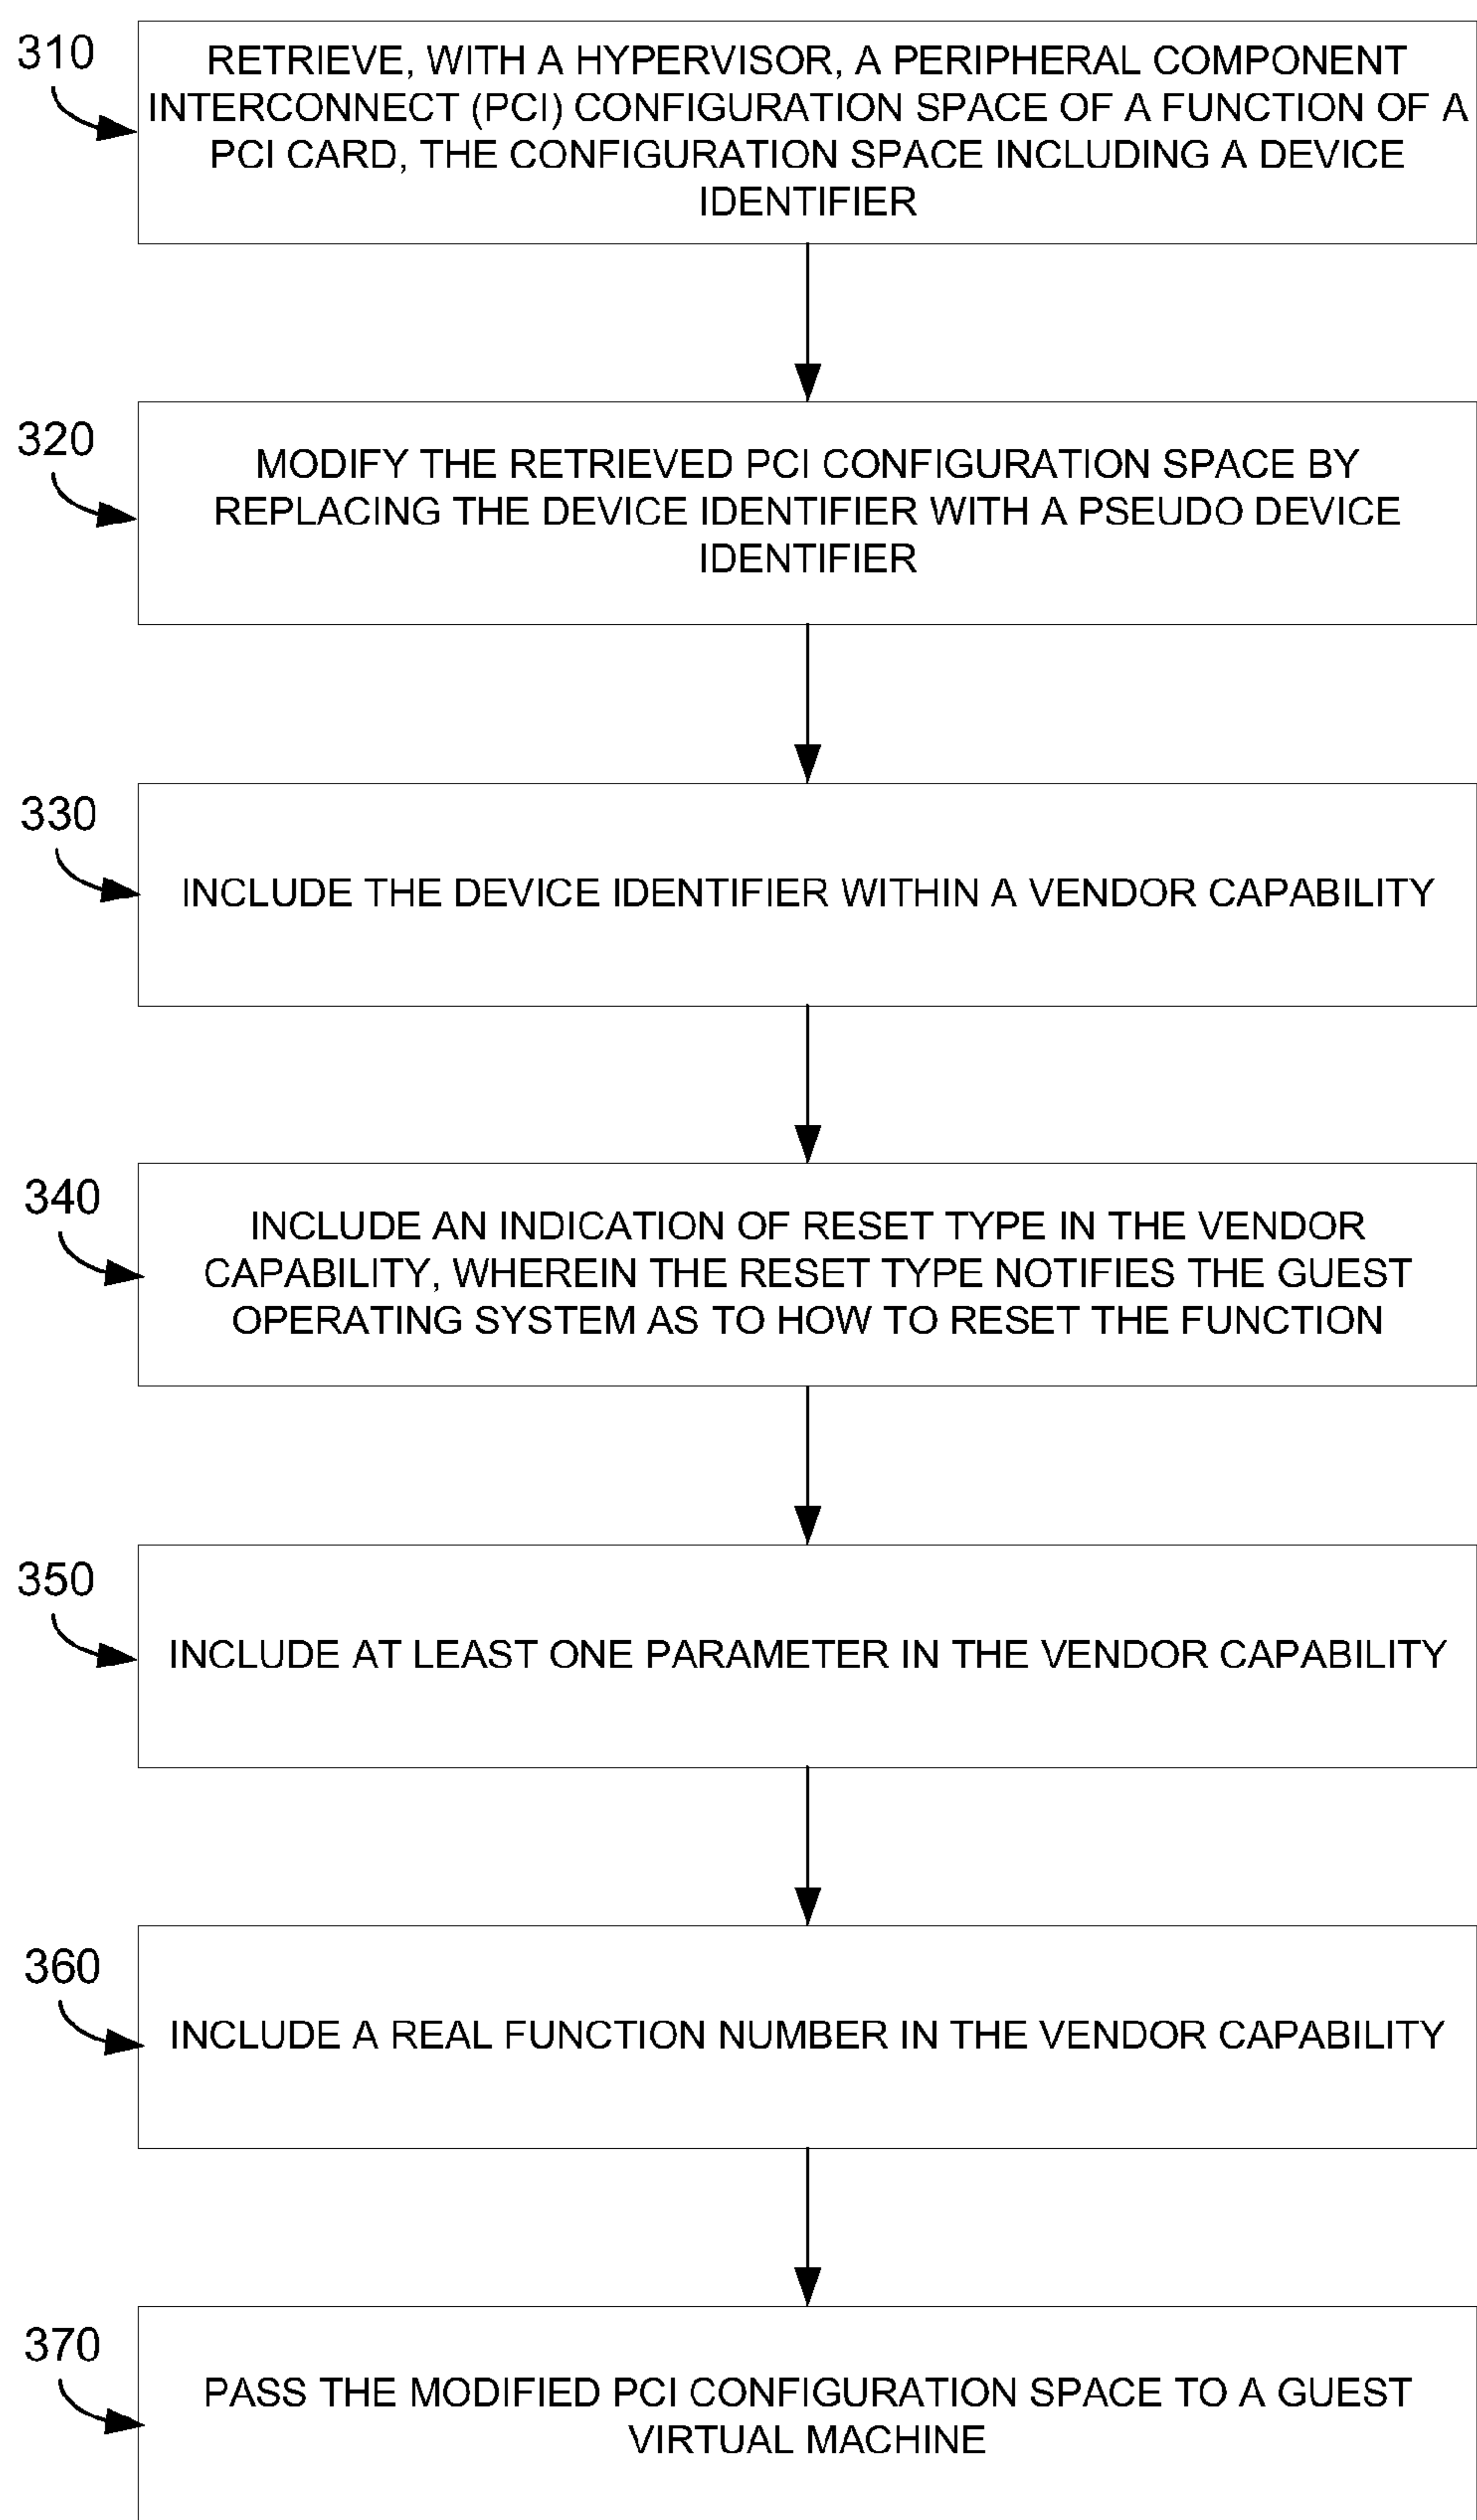 310
RETRIEVE, WITH A HYPERVISOR, A PERIPHERAL COMPONENT
INTERCONNECT (PCI) CONFIGURATION SPACE OF A FUNCTION OF A
PCI CARD, THE CONFIGURATION SPACE INCLUDING A DEVICE
IDENTIFIER
320
MODIFY THE RETRIEVED PCI CONFIGURATION SPACE BY
REPLACING THE DEVICE IDENTIFIER WITH A PSEUDO DEVICE
IDENTIFIER
330
INCLUDE THE DEVICE IDENTIFIER WITHIN A VENDOR CAPABILITY
340
INCLUDE AN INDICATION OF RESET TYPE IN THE VENDOR
CAPABILITY, WHEREIN THE RESET TYPE NOTIFIES THE GUEST
OPERATING SYSTEM AS TO HOW TO RESET THE FUNCTION
350
INCLUDE AT LEAST ONE PARAMETER IN THE VENDOR CAPABILITY
360
INCLUDE A REAL FUNCTION NUMBER IN THE VENDOR CAPABILITY
370
PASS THE MODIFIED PCI CONFIGURATION SPACE TO A GUEST
VIRTUAL MACHINE